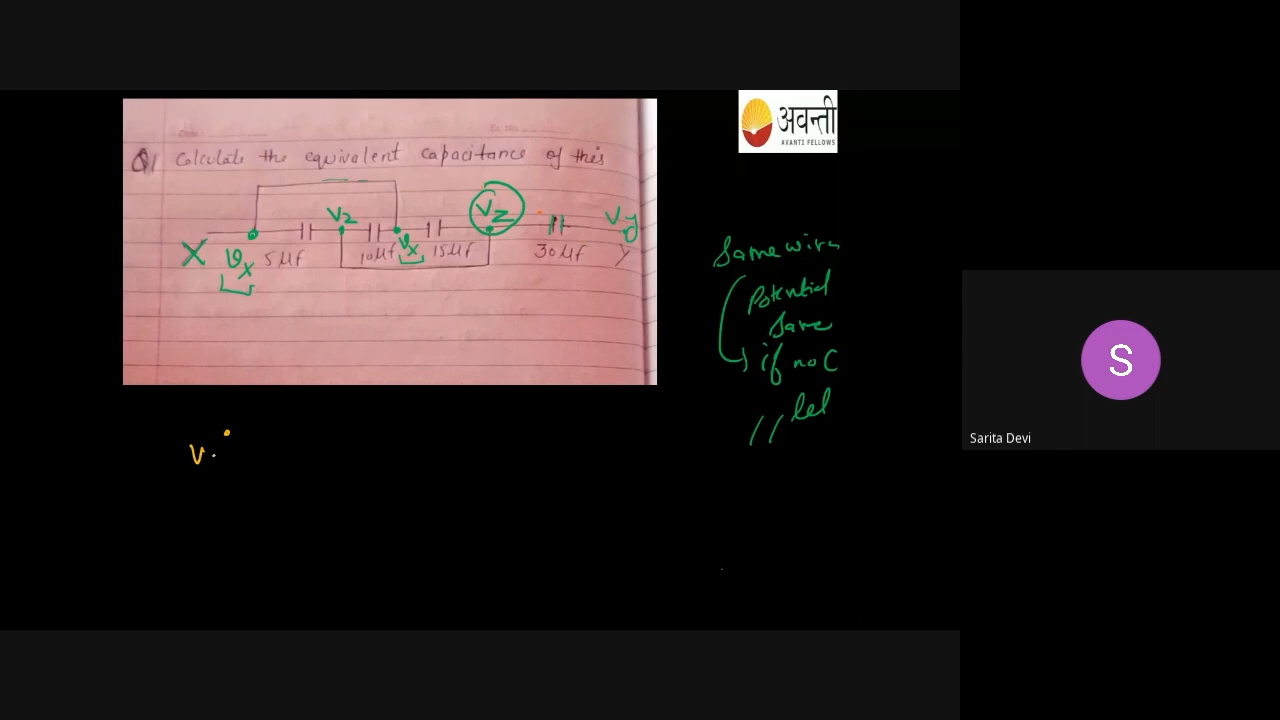 अवन्ती
AVANTI FELLOWS
Q1 Calculate the equivalent capacitance of this
V2
Vz
Vy
X
Vx
5μf
10μf
Vx
15μf
30μf
y
Same wire
Potential
Same
if no C
//lel
V
Sarita Devi